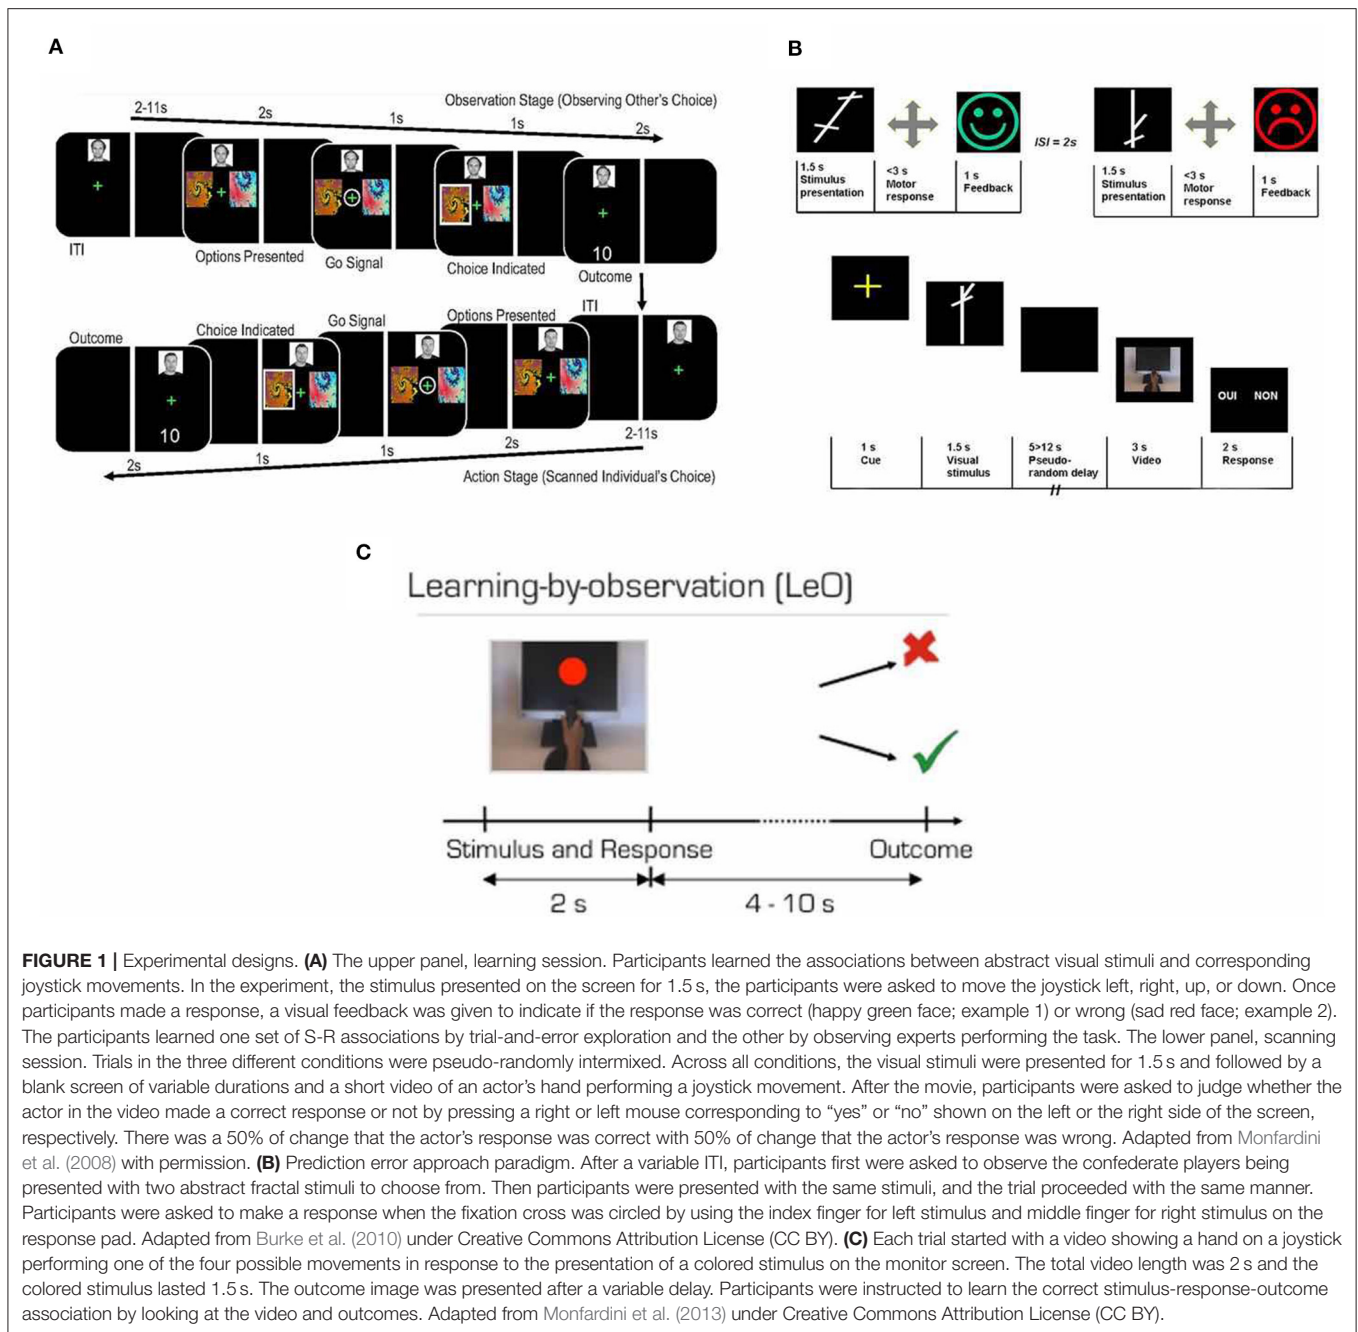 A
2-11s
2s
1s
1s
2s
Observation Stage (Observing Other's Choice)
ITI
Options Presented
Go Signal
Choice Indicated
10
Outcome
Outcome
Choice Indicated
Go Signal
Options Presented
ITI
10
2s
1s
1s
2s
2-11s
Action Stage (Scanned Individual's Choice)
B
ISI = 2s
1.5 s
Stimulus
presentation
<3 s
Motor
response
1 s
Feedback
1.5 s
Stimulus
presentation
<3 s
Motor
response
1 s
Feedback
OUI NON
1 s
Cue
1.5 s
Visual
stimulus
5>12 s
Pseudo-
random delay
3 s
Video
2 s
Response
C
Learning-by-observation (LeO)
Stimulus and Response
Outcome
2 s
4 - 10 s
FIGURE 1 | Experimental designs. (A) The upper panel, learning session. Participants learned the associations between abstract visual stimuli and corresponding
joystick movements. In the experiment, the stimulus presented on the screen for 1.5 s, the participants were asked to move the joystick left, right, up, or down. Once
participants made a response, a visual feedback was given to indicate if the response was correct (happy green face; example 1) or wrong (sad red face; example 2).
The participants learned one set of S-R associations by trial-and-error exploration and the other by observing experts performing the task. The lower panel, scanning
session. Trials in the three different conditions were pseudo-randomly intermixed. Across all conditions, the visual stimuli were presented for 1.5 s and followed by a
blank screen of variable durations and a short video of an actor's hand performing a joystick movement. After the movie, participants were asked to judge whether the
actor in the video made a correct response or not by pressing a right or left mouse corresponding to "yes" or "no" shown on the left or the right side of the screen,
respectively. There was a 50% of change that the actor's response was correct with 50% of change that the actor's response was wrong. Adapted from Monfardini
et al. (2008) with permission. (B) Prediction error approach paradigm. After a variable ITI, participants first were asked to observe the confederate players being
presented with two abstract fractal stimuli to choose from. Then participants were presented with the same stimuli, and the trial proceeded with the same manner.
Participants were asked to make a response when the fixation cross was circled by using the index finger for left stimulus and middle finger for right stimulus on the
response pad. Adapted from Burke et al. (2010) under Creative Commons Attribution License (CC BY). (C) Each trial started with a video showing a hand on a joystick
performing one of the four possible movements in response to the presentation of a colored stimulus on the monitor screen. The total video length was 2 s and the
colored stimulus lasted 1.5 s. The outcome image was presented after a variable delay. Participants were instructed to learn the correct stimulus-response-outcome
association by looking at the video and outcomes. Adapted from Monfardini et al. (2013) under Creative Commons Attribution License (CC BY).